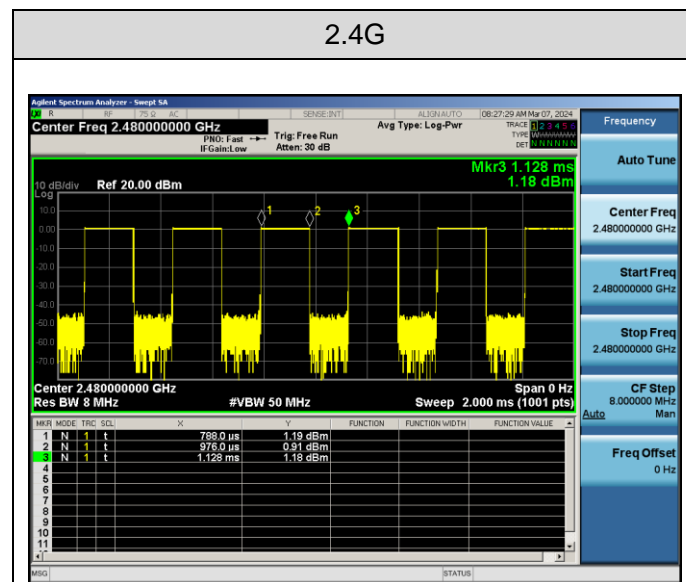 2.4G
Agilent Spectrum Analyzer - Swept SA
R RF 75 Ω AC SENSE:INT ALIGN AUTO 08:27:29 AM Mar 07, 2024
Center Freq 2.480000000 GHz
PNO: Fast
IFGain:Low
Trig: Free Run
Atten: 30 dB
Avg Type: Log-Pwr
TRACE 1 2 3 4 5 6
TYPE
DET N N N N N N
Mkr3 1.128 ms
1.18 dBm
10 dB/div Ref 20.00 dBm
Log
10.0
0.00
-10.0
-20.0
-30.0
-40.0
-50.0
-60.0
-70.0
1
2
3
Center 2.480000000 GHz Span 0 Hz
Res BW 8 MHz #VBW 50 MHz Sweep 2.000 ms (1001 pts)
MKR MODE TRC SCL X Y FUNCTION FUNCTION WIDTH FUNCTION VALUE
1 N 1 t 788.0 µs 1.19 dBm
2 N 1 t 976.0 µs 0.91 dBm
3 N 1 t 1.128 ms 1.18 dBm
4
5
6
7
8
9
10
11
MSG STATUS
Frequency
Auto Tune
Center Freq
2.480000000 GHz
Start Freq
2.480000000 GHz
Stop Freq
2.480000000 GHz
CF Step
8.000000 MHz
Auto Man
Freq Offset
0 Hz